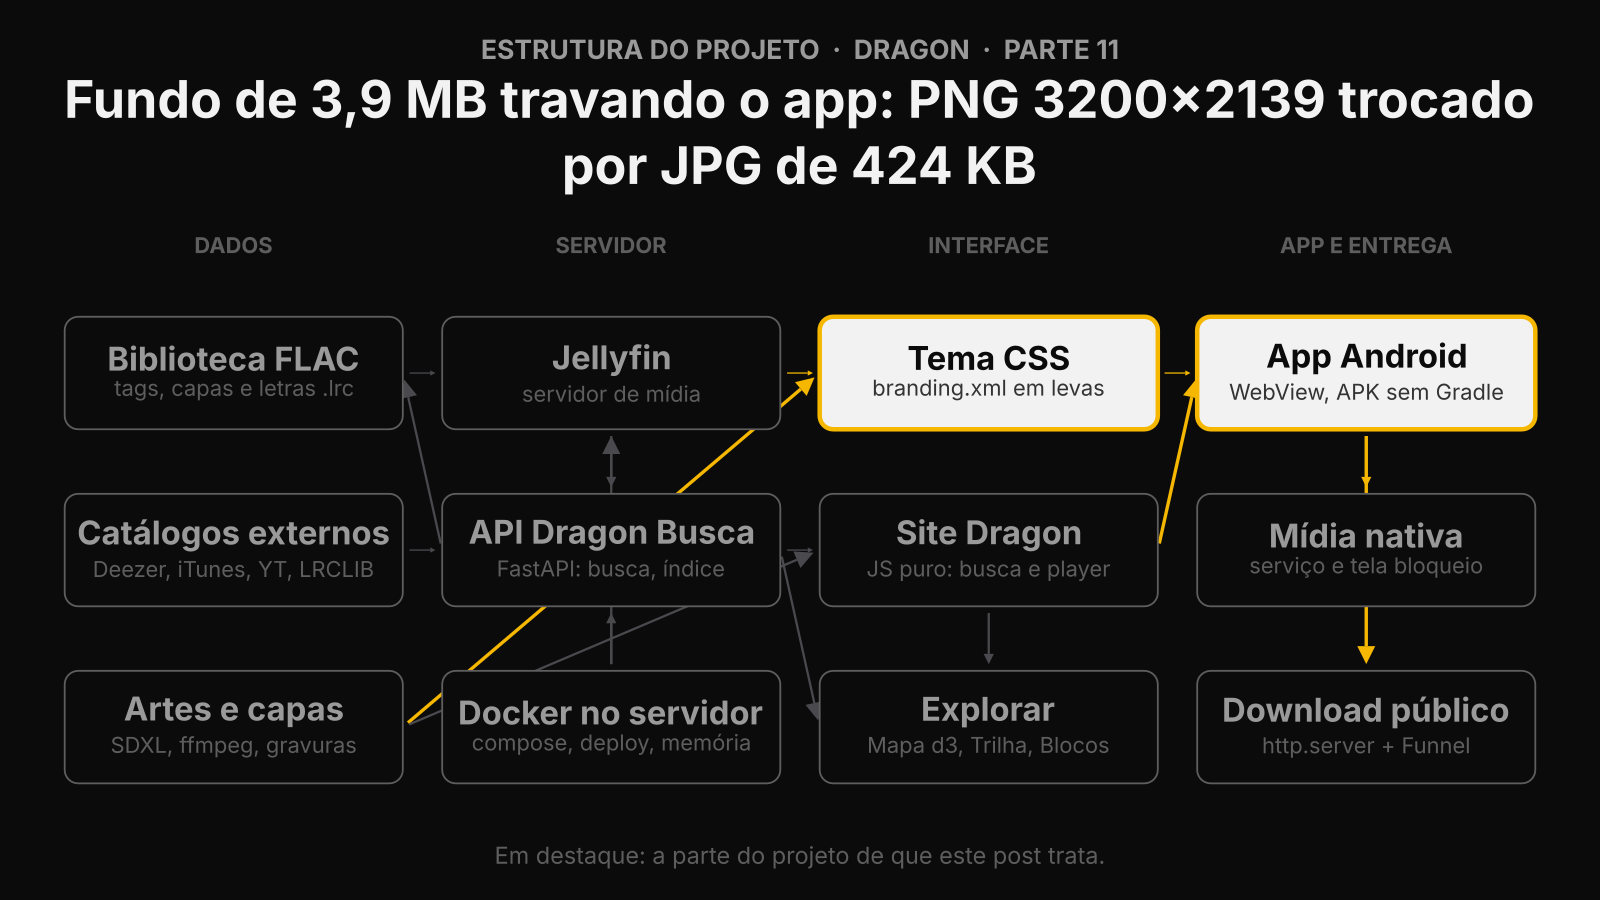 ESTRUTURA DO PROJETO · DRAGON · PARTE 11
Fundo de 3,9 MB travando o app: PNG 3200×2139 trocado
por JPG de 424 KB
DADOS
SERVIDOR
INTERFACE
APP E ENTREGA
Biblioteca FLAC
tags, capas e letras .lrc
Jellyfin
servidor de mídia
Tema CSS
branding.xml em levas
App Android
WebView, APK sem Gradle
Catálogos externos
Deezer, iTunes, YT, LRCLIB
API Dragon Busca
FastAPI: busca, índice
Site Dragon
JS puro: busca e player
Mídia nativa
serviço e tela bloqueio
Artes e capas
SDXL, ffmpeg, gravuras
Docker no servidor
compose, deploy, memória
Explorar
Mapa d3, Trilha, Blocos
Download público
http.server + Funnel
Em destaque: a parte do projeto de que este post trata.